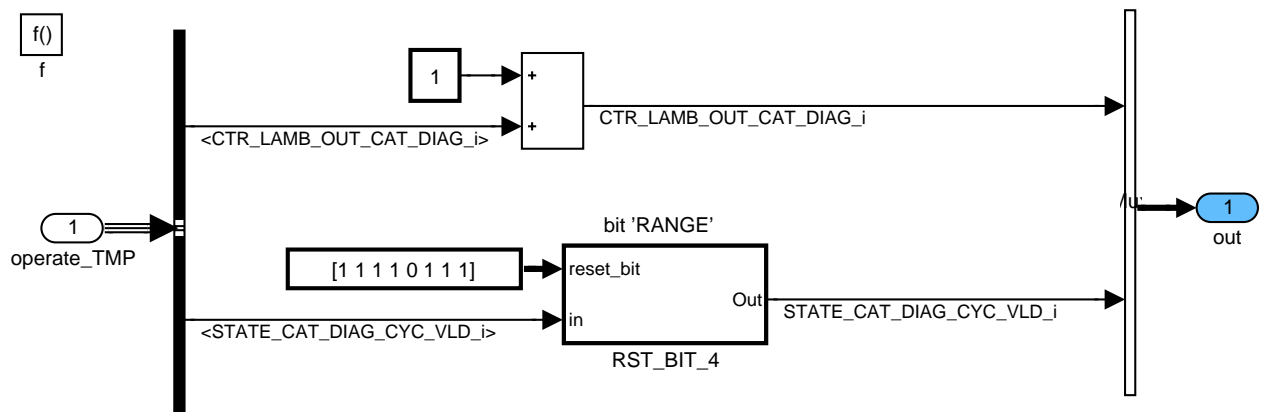 f()
f
1
+
+
CTR_LAMB_OUT_CAT_DIAG_i
<CTR_LAMB_OUT_CAT_DIAG_i>
1
operate_TMP
bit 'RANGE'
[1 1 1 1 0 1 1 1]
reset_bit
Out
in
<STATE_CAT_DIAG_CYC_VLD_i>
RST_BIT_4
STATE_CAT_DIAG_CYC_VLD_i
1
out